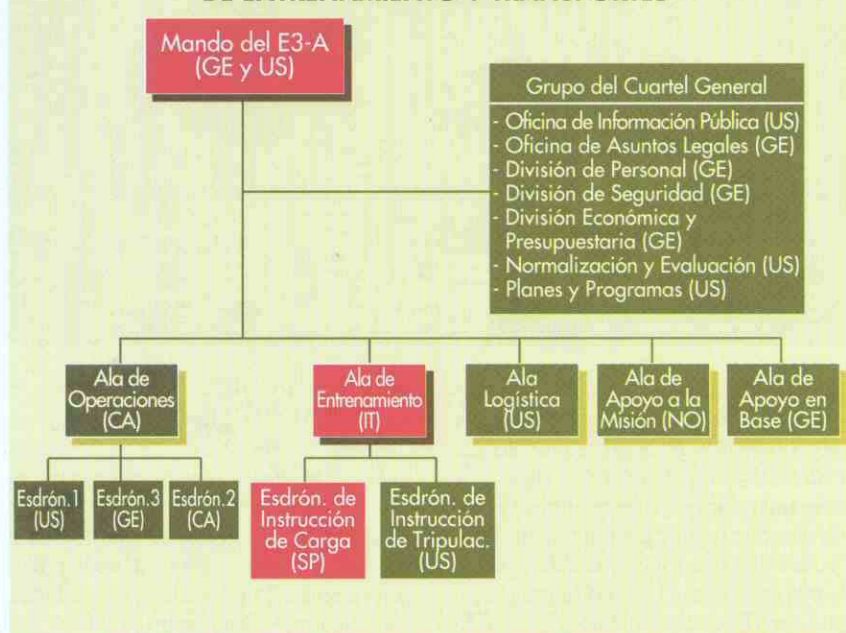 Mando del E3-A
(GE y US)
Grupo del Cuartel General
- Oficina de Información Pública (US)
- Oficina de Asuntos Legales (GE)
- División de Personal (GE)
- División de Seguridad (GE)
- División Económica y
Presupuestaria (GE)
- Normalización y Evaluación (US)
- Planes y Programas (US)
Ala de
Operaciones
(CA)
Ala de
Entrenamiento
(IT)
Ala
Logística
(US)
Ala de
Apoyo a la
Misión (NO)
Ala de
Apoyo en
Base (GE)
Esdrón.1
(US)
Esdrón.3
(GE)
Esdrón.2
(CA)
Esdrón. de
Instrucción
de Carga
(SP)
Esdrón. de
Instrucción
de Tripulac.
(US)